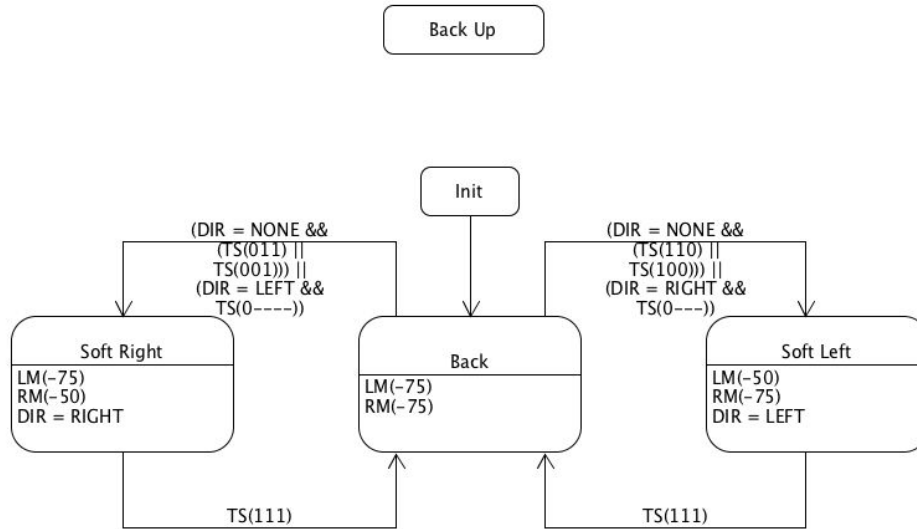 Back Up
Init
(DIR = NONE &&
(TS(011) ||
TS(001))) ||
(DIR = LEFT &&
TS(0----))
(DIR = NONE &&
(TS(110) ||
TS(100))) ||
(DIR = RIGHT &&
TS(0---))
Soft Right
LM(-75)
RM(-50)
DIR = RIGHT
Back
LM(-75)
RM(-75)
Soft Left
LM(-50)
RM(-75)
DIR = LEFT
TS(111)
TS(111)